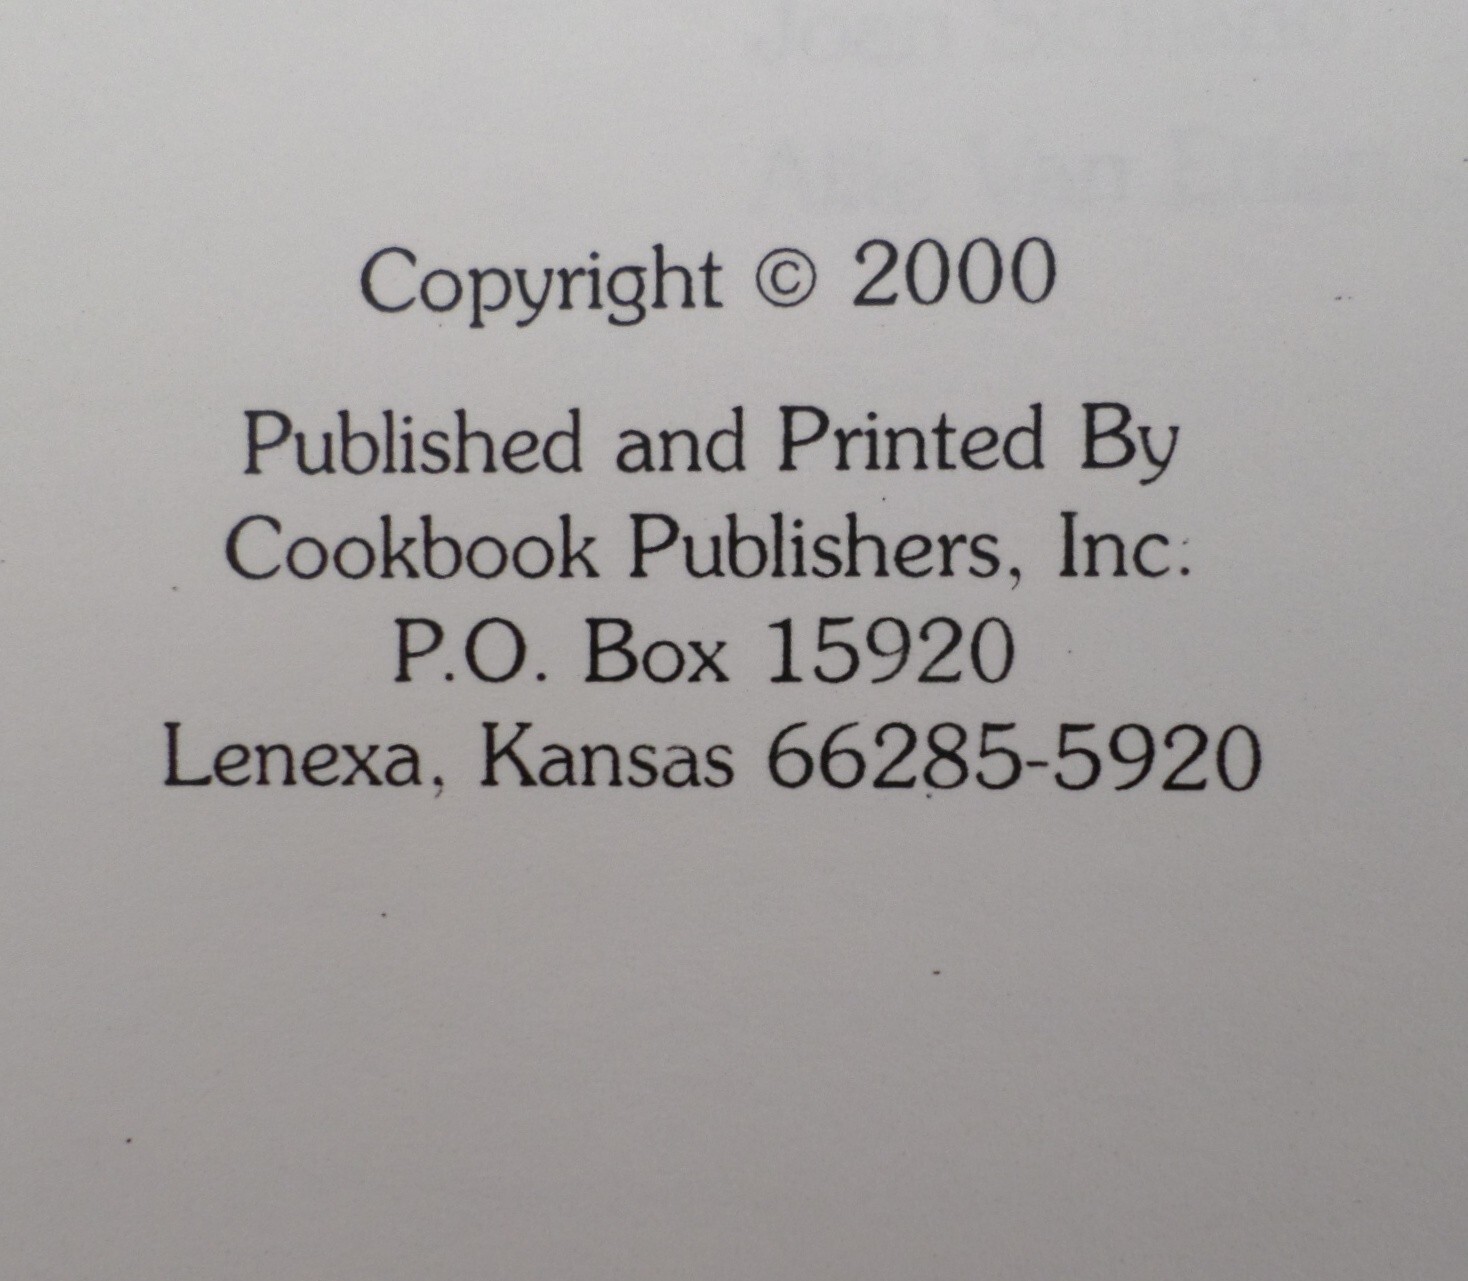 Copyright © 2000
Published and Printed By
Cookbook Publishers, Inc.
P.O. Box 15920
Lenexa, Kansas 66285-5920